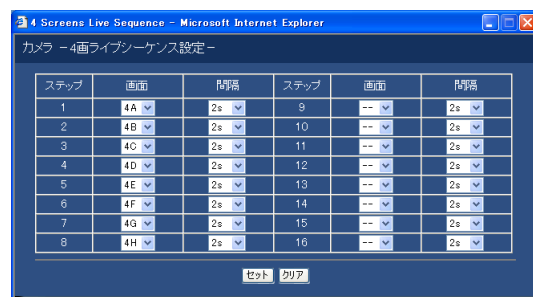 4 Screens Live Sequence - Microsoft Internet Explorer
カメラ －4画ライブシーケンス設定－
ステップ 画面 間隔 ステップ 画面 間隔
1 4A 2s 9 -- 2s
2 4B 2s 10 -- 2s
3 4C 2s 11 -- 2s
4 4D 2s 12 -- 2s
5 4E 2s 13 -- 2s
6 4F 2s 14 -- 2s
7 4G 2s 15 -- 2s
8 4H 2s 16 -- 2s
セット クリア